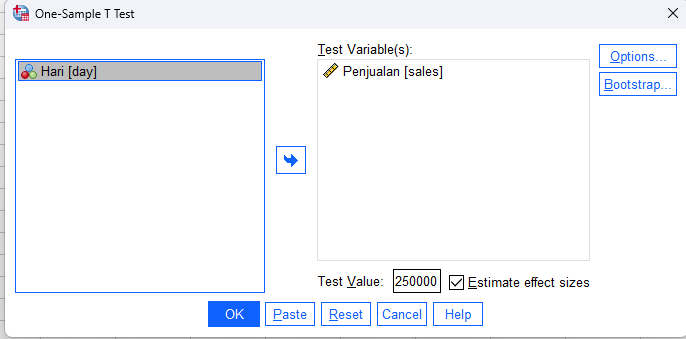 One-Sample T Test
Test Variable(s):
Hari [day]
Penjualan [sales]
Options...
Bootstrap...
Test Value: 250000 Estimate effect sizes
OK Paste Reset Cancel Help